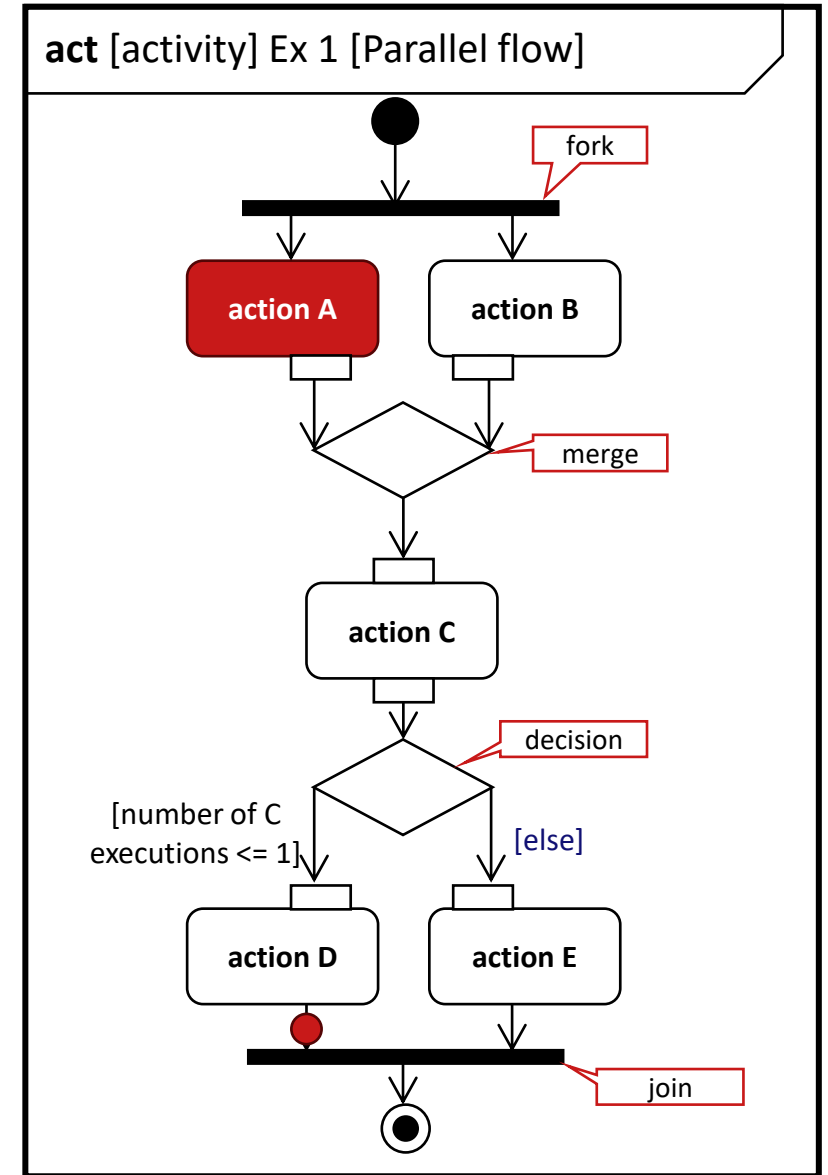 act [activity] Ex 1 [Parallel flow]
fork
action A
action B
merge
action C
decision
[number of C
executions <= 1]
[else]
action D
action E
join